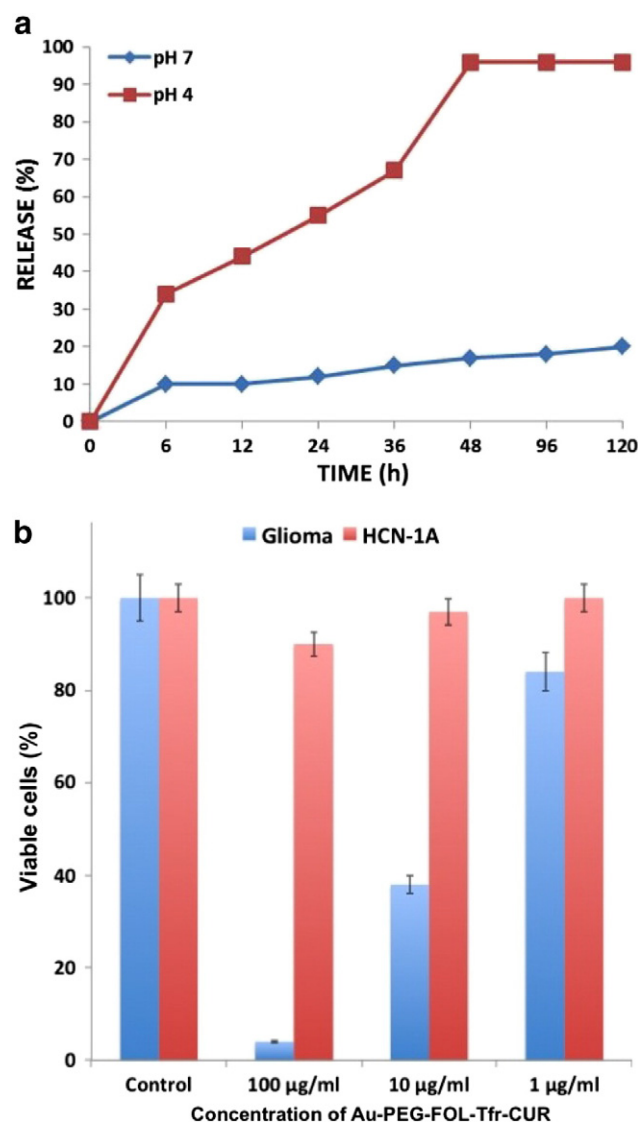 a
100
90
80
70
60
50
40
30
20
10
0
RELEASE (%)
pH 7
pH 4
0 6 12 24 36 48 96 120
TIME (h)
b
Glioma HCN-1A
100
80
60
40
20
0
Viable cells (%)
Control 100 µg/ml 10 µg/ml 1 µg/ml
Concentration of Au-PEG-FOL-Tfr-CUR